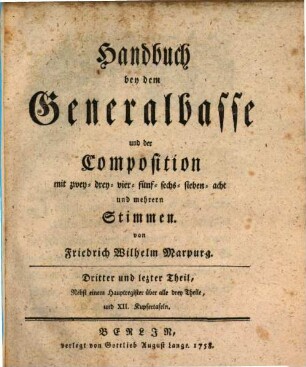 Handbuch
bey dem
Generalbasse
und der
Composition
mit zwey- drey- vier- fünf- sechs- sieben- acht
und mehrern
Stimmen.
von
Friedrich Wilhelm Marpurg.
Dritter und lezter Theil,
Nebst einem Hauptregister über alle drey Theile,
und XII. Kupfertafeln.
BERLIN,
verlegt von Gottlieb August Lange. 1758.